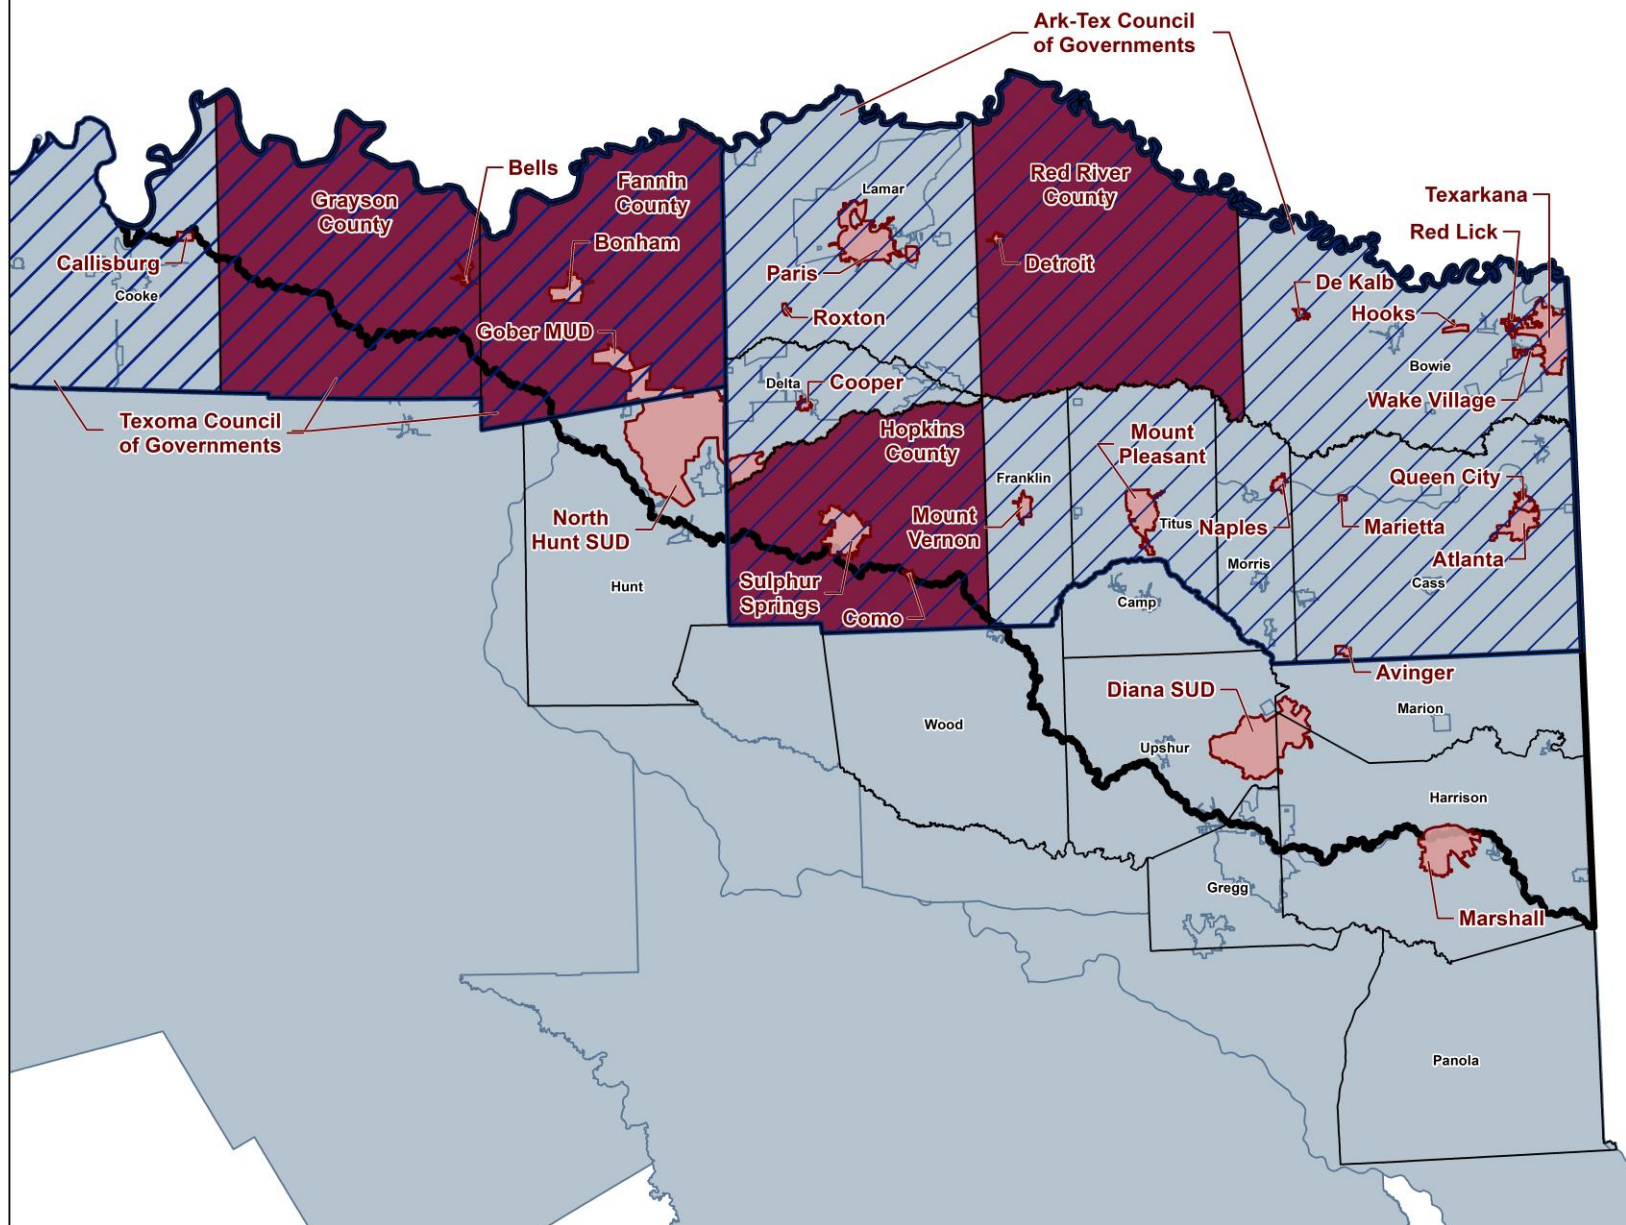 Ark-Tex Council
of Governments
Bells
Fannin
County
Red River
County
Grayson
County
Lamar
Texarkana
Red Lick
Bonham
Callisburg
Paris
Detroit
De Kalb
Cooke
Hooks
Roxton
Gober MUD
Bowie
Delta
Cooper
Wake Village
Texoma Council
of Governments
Hopkins
County
Mount
Pleasant
Franklin
Queen City
North
Hunt SUD
Mount
Vernon
Titus
Naples
Marietta
Atlanta
Morris
Cass
Hunt
Sulphur
Springs
Camp
Como
Avinger
Diana SUD
Marion
Wood
Upshur
Harrison
Gregg
Marshall
Panola